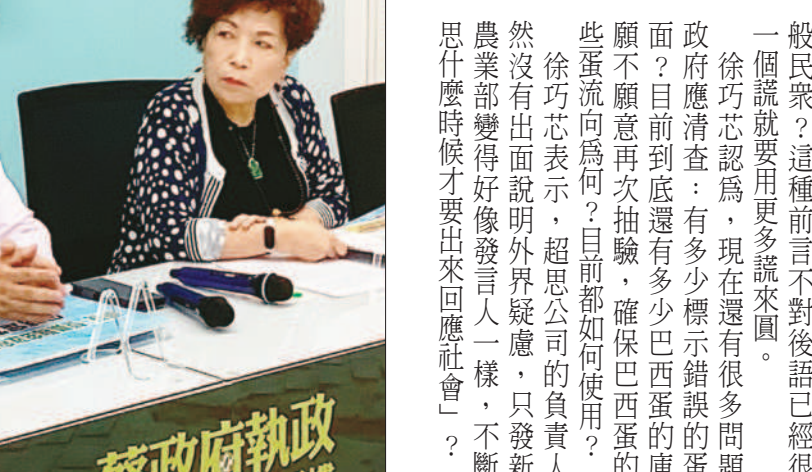 般民眾？這種前言不對後語已經很
一個謊就要用更多謊來圓。
徐巧芯認為，現在還有很多問題
政府應清查：有多少標示錯誤的蛋
面？目前到底還有多少巴西蛋的庫
願不願意再次抽驗，確保巴西蛋的
些蛋流向為何？目前都如何使用？
徐巧芯表示，超思公司的負責人
然沒有出面說明外界疑慮，只發新
農業部變得好像發言人一樣，不斷
思什麼時候才要出來回應社會」？
蔡政府執政